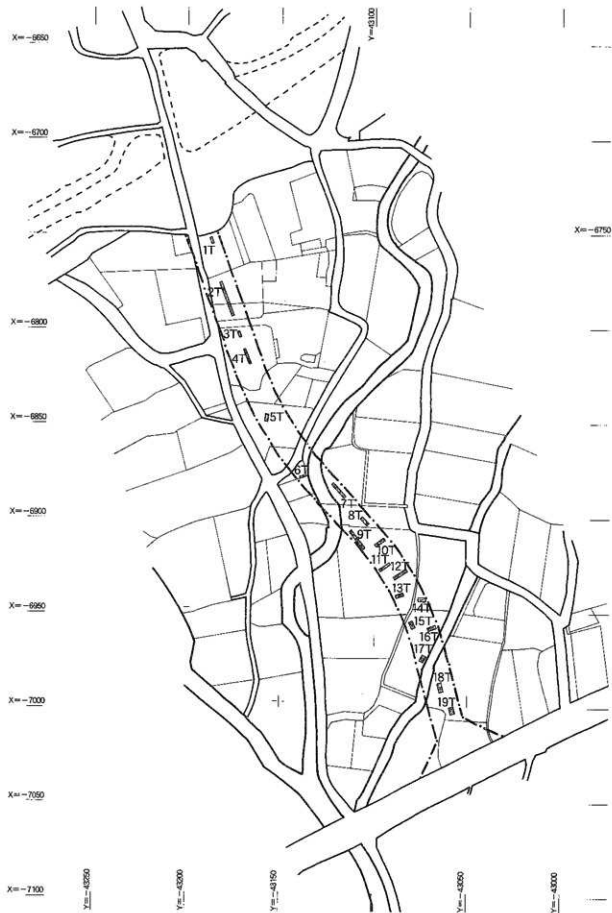 X=-6650
Y=-43100
X=-6700
X=-6750
1T
2T
X=-6800
3T
4T
X=-6850
5T
6T
7T
8T
X=-6900
9T
10T
11T
12T
13T
X=-6950
14T
15T
16T
17T
18T
X=-7000
19T
X=-7050
X=-7100
Y=-43250
Y=-43200
Y=-43150
Y=-43050
Y=-43000